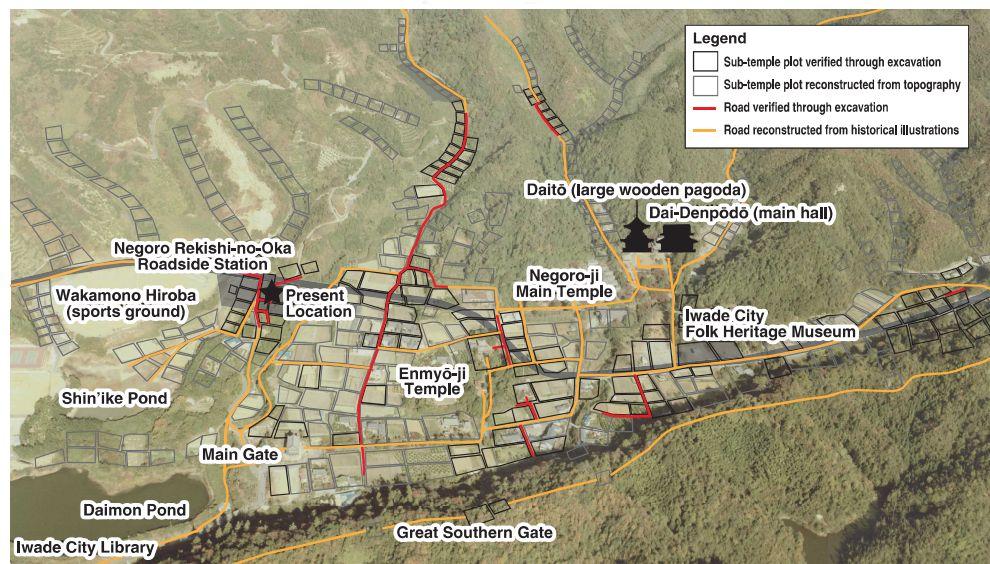 Legend
Sub-temple plot verified through excavation
Sub-temple plot reconstructed from topography
Road verified through excavation
Road reconstructed from historical illustrations
Daitō (large wooden pagoda)
Dai-Denpōdō (main hall)
Negoro Rekishi-no-Oka
Roadside Station
Wakamono Hiroba
(sports ground)
Present
Location
Negoro-ji
Main Temple
Iwade City
Folk Heritage Museum
Enmyō-ji
Temple
Shin'ike Pond
Main Gate
Daimon Pond
Great Southern Gate
Iwade City Library